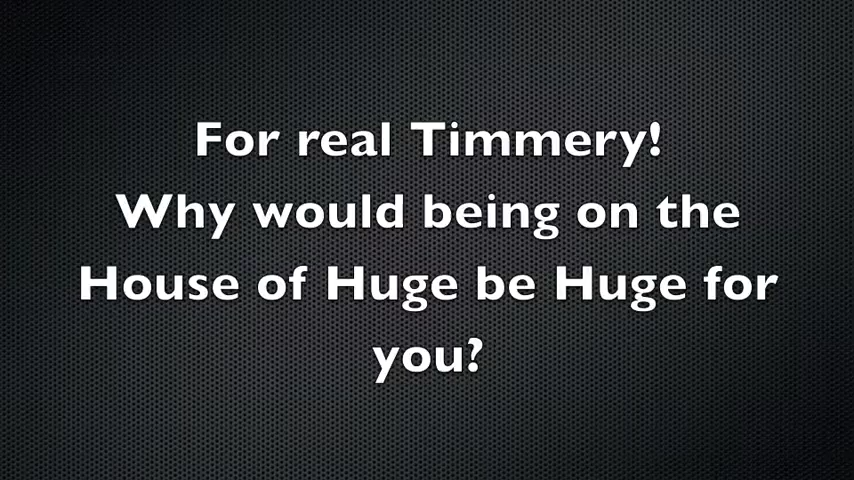 For real Timmery!
Why would being on the
House of Huge be Huge for
you?